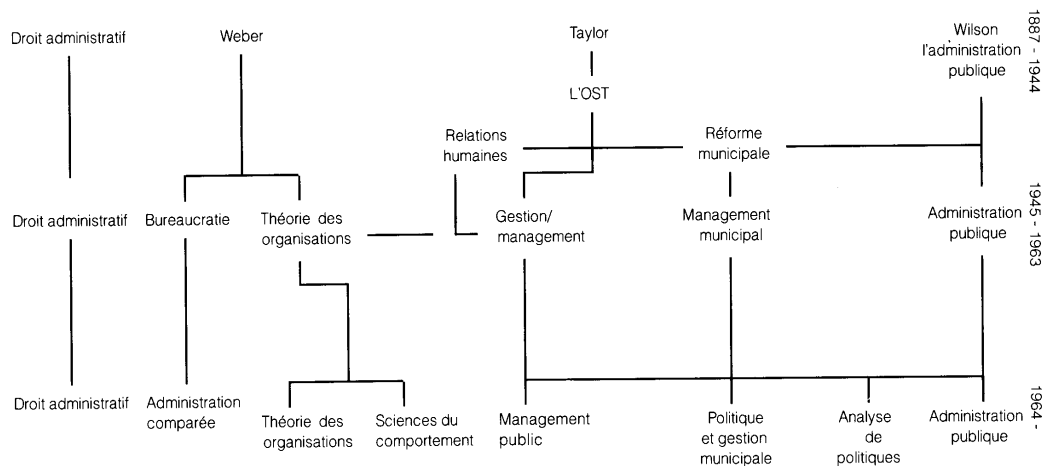 Droit administratif
Weber
Taylor
Wilson
l'administration
publique
1887 - 1944
L'OST
Relations
humaines
Réforme
municipale
Droit administratif
Bureaucratie
Théorie des
organisations
Gestion/
management
Management
municipal
Administration
publique
1945 - 1963
Droit administratif
Administration
comparée
Théorie des
organisations
Sciences du
comportement
Management
public
Politique
et gestion
municipale
Analyse
de
politiques
Administration
publique
1964 -